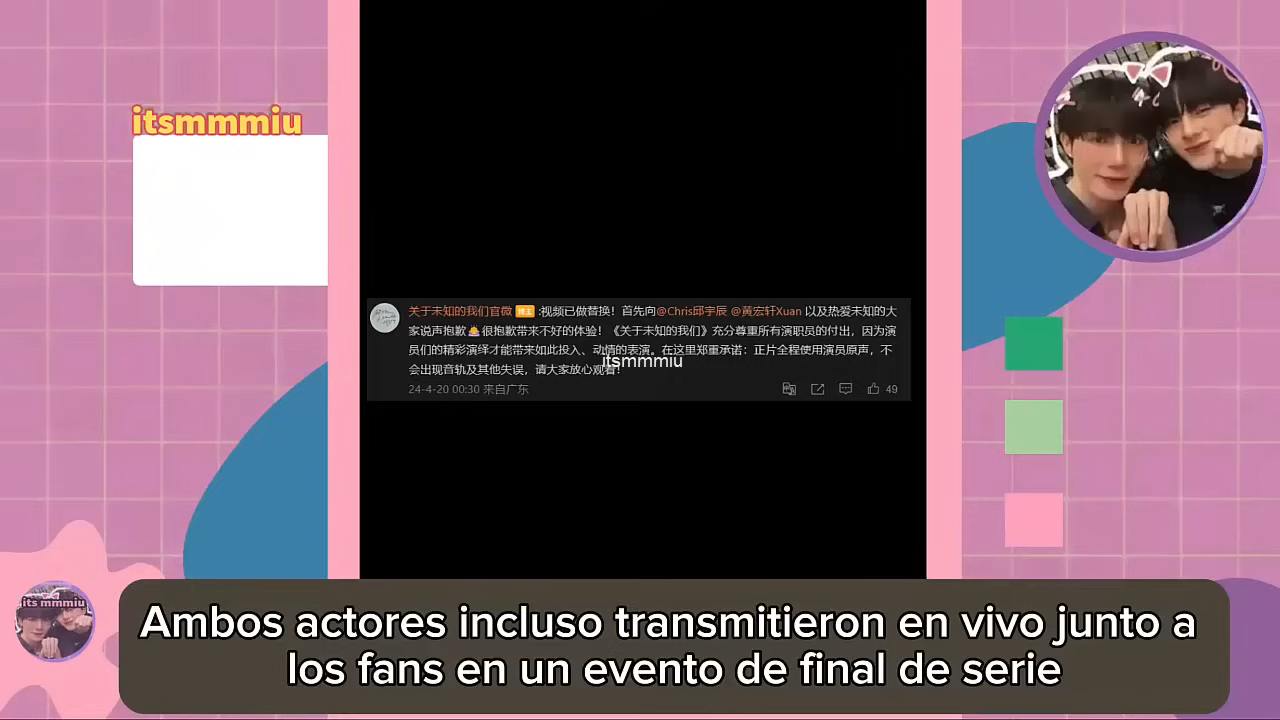 itsmmmiu
关于未知的我们官微 博主 :视频已做替换！首先向@Chris邱宇辰 @黄宏轩Xuan 以及热爱未知的大
家说声抱歉🙇很抱歉带来不好的体验！《关于未知的我们》充分尊重所有演职员的付出，因为演
员们的精彩演绎才能带来如此投入、动情的表演。在这里郑重承诺：正片全程使用演员原声，不
itsmmmiu
会出现音轨及其他失误，请大家放心观看！
24-4-20 00:30 来自广东
49
its mmmiu
Ambos actores incluso transmitieron en vivo junto a
los fans en un evento de final de serie